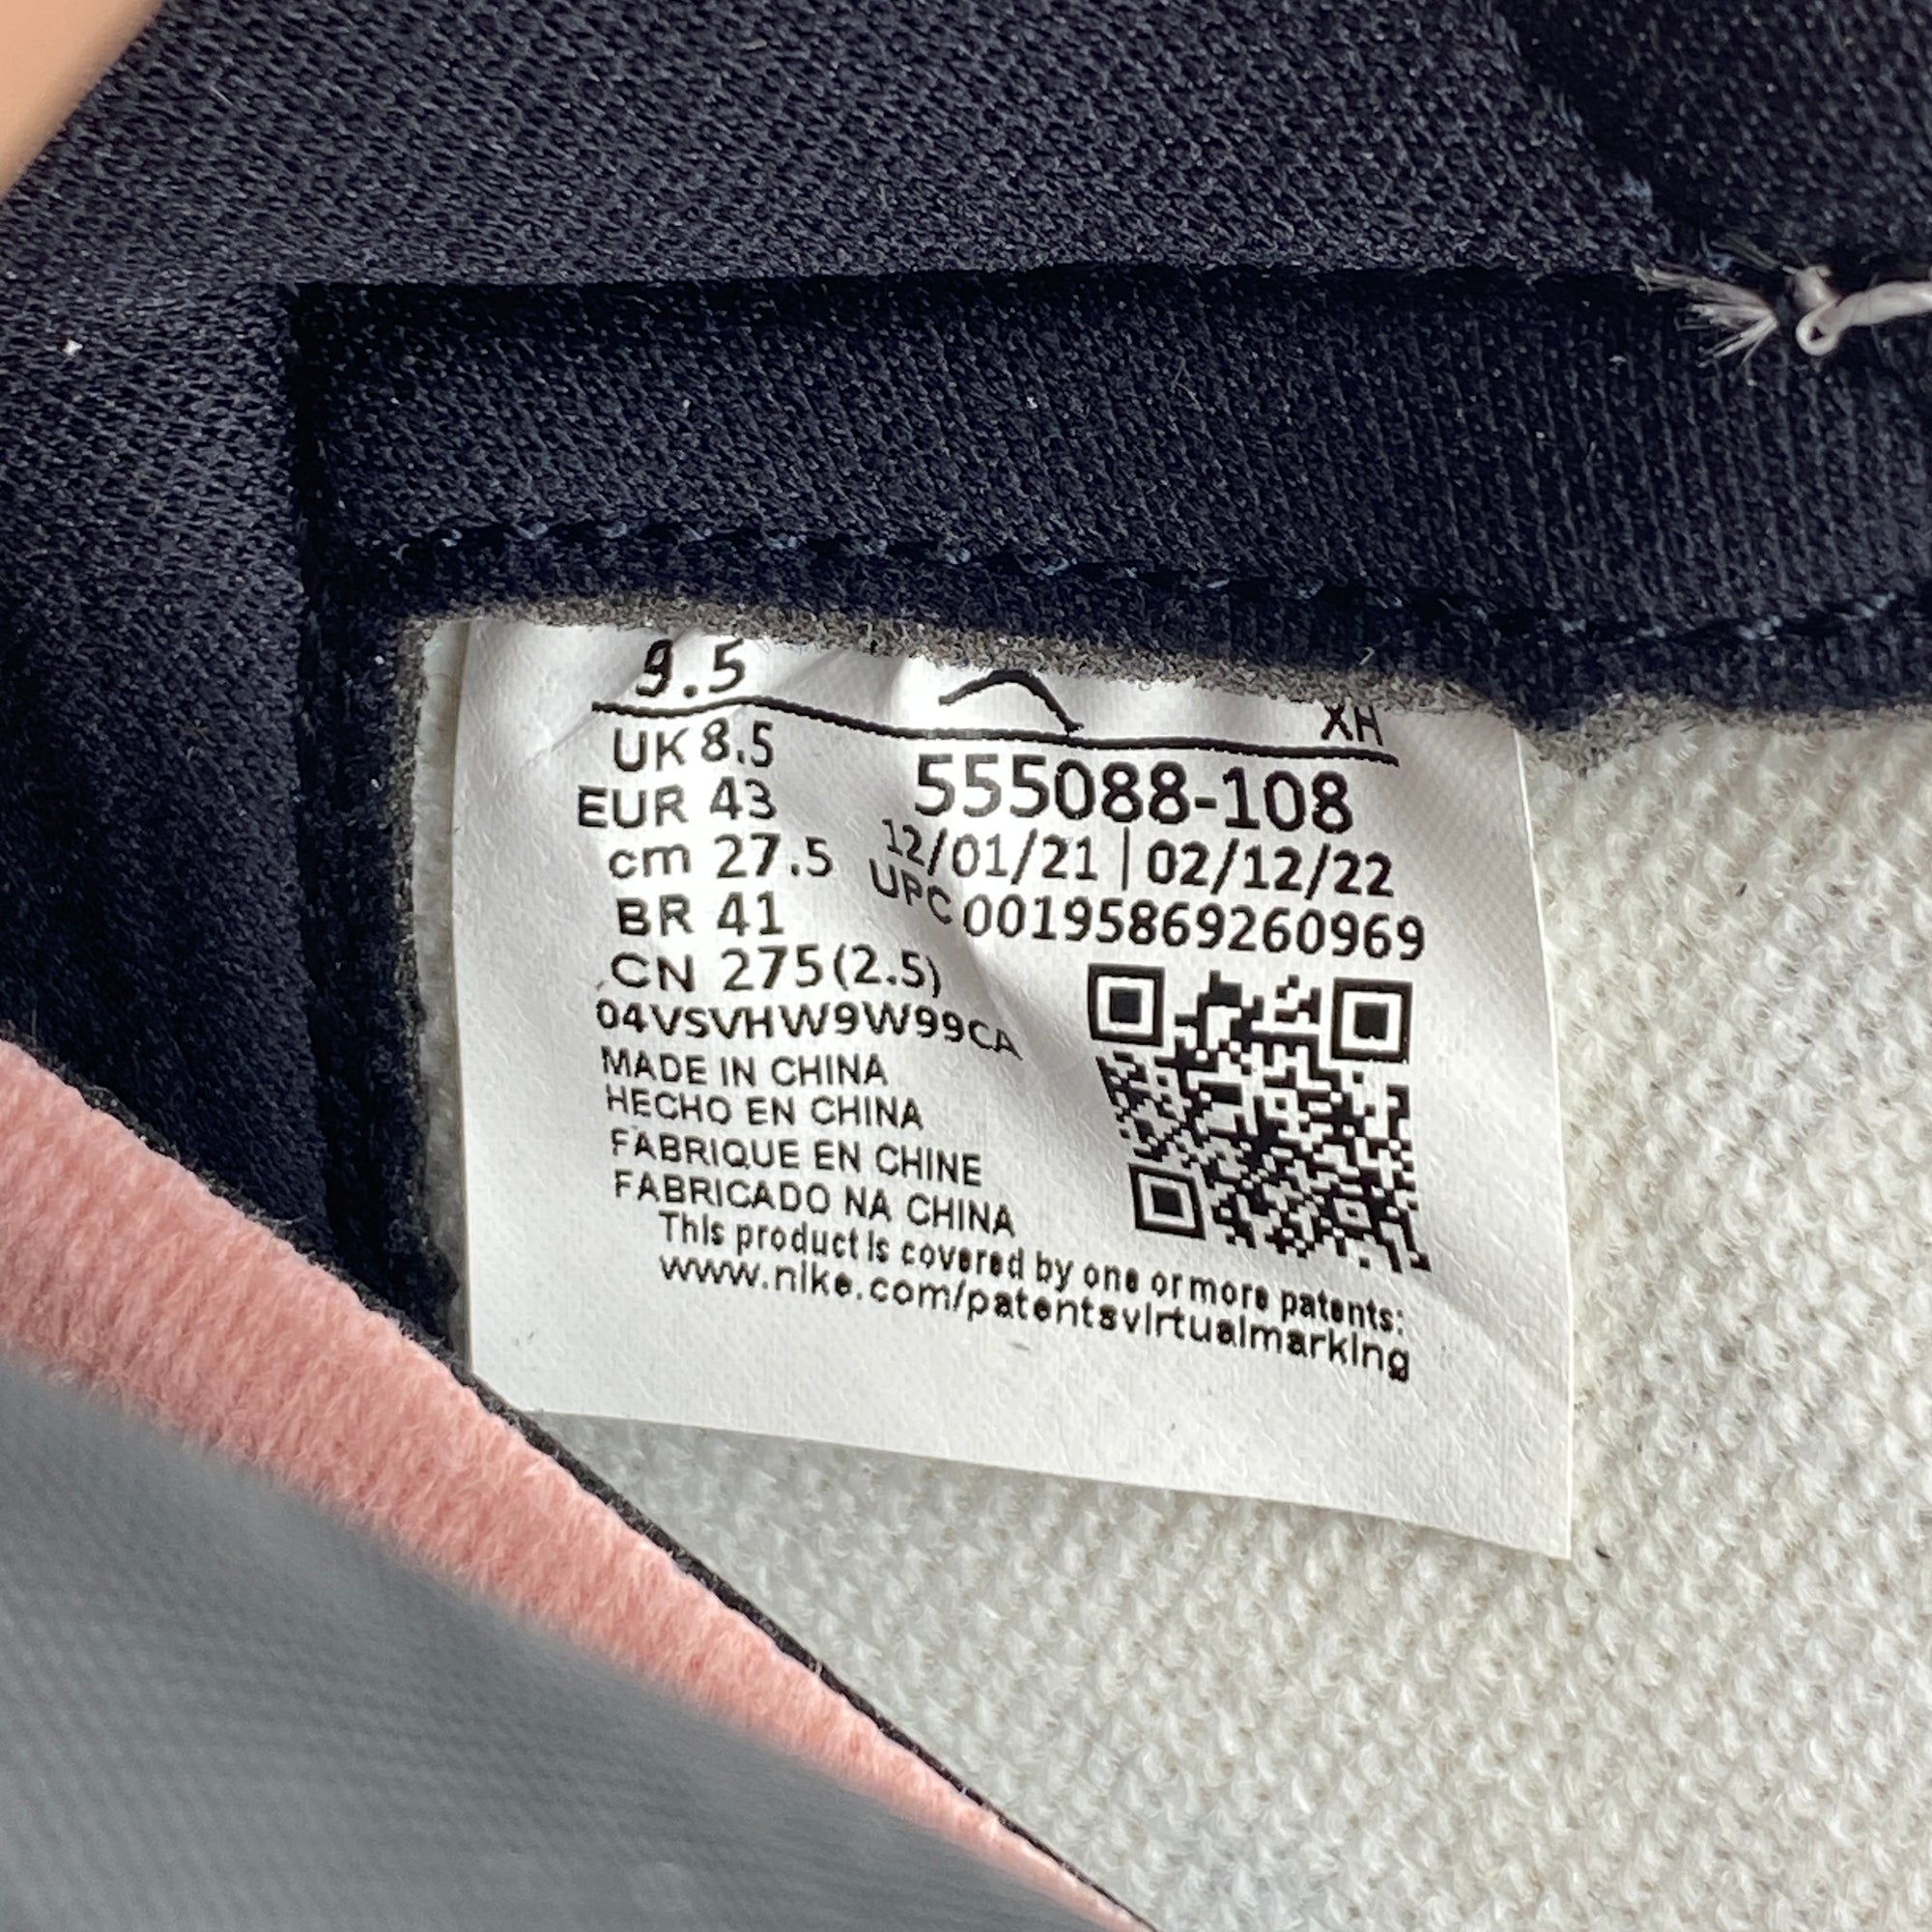 9.5
XH
UK 8.5
EUR 43
cm 27.5
BR 41
CN 275(2.5)
555088-108
12/01/21 | 02/12/22
UPC 00195869260969
04VSVHW9W99CA
MADE IN CHINA
HECHO EN CHINA
FABRIQUE EN CHINE
FABRICADO NA CHINA
This product is covered by one or more patents:
www.nike.com/patentsvirtualmarking